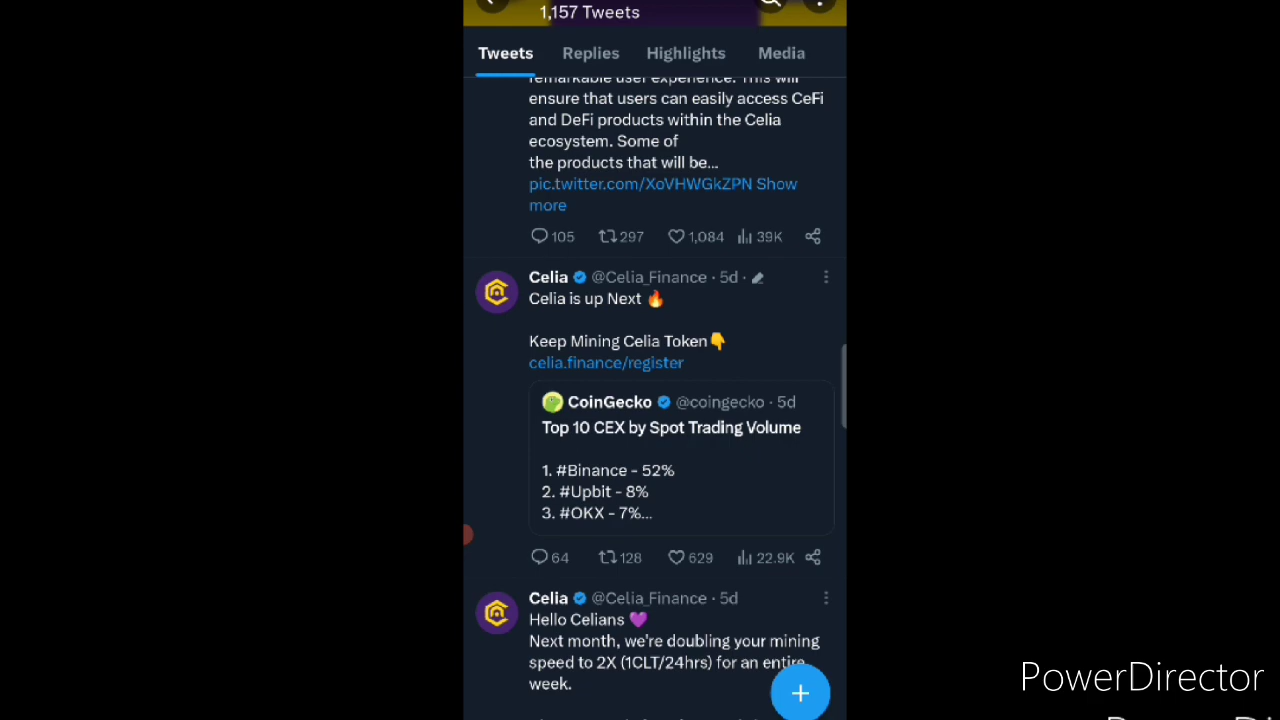 1,157 Tweets
Tweets Replies Highlights Media
remarkable user experience. This will
ensure that users can easily access CeFi
and DeFi products within the Celia
ecosystem. Some of
the products that will be...
pic.twitter.com/XoVHWGkZPN Show
more
105 297 1,084 39K
Celia @Celia_Finance · 5d ·
Celia is up Next 🔥
Keep Mining Celia Token👇
celia.finance/register
CoinGecko @coingecko · 5d
Top 10 CEX by Spot Trading Volume
1. #Binance - 52%
2. #Upbit - 8%
3. #OKX - 7%...
64 128 629 22.9K
Celia @Celia_Finance · 5d
Hello Celians 💜
Next month, we're doubling your mining
speed to 2X (1CLT/24hrs) for an entire
week.
+
PowerDirector